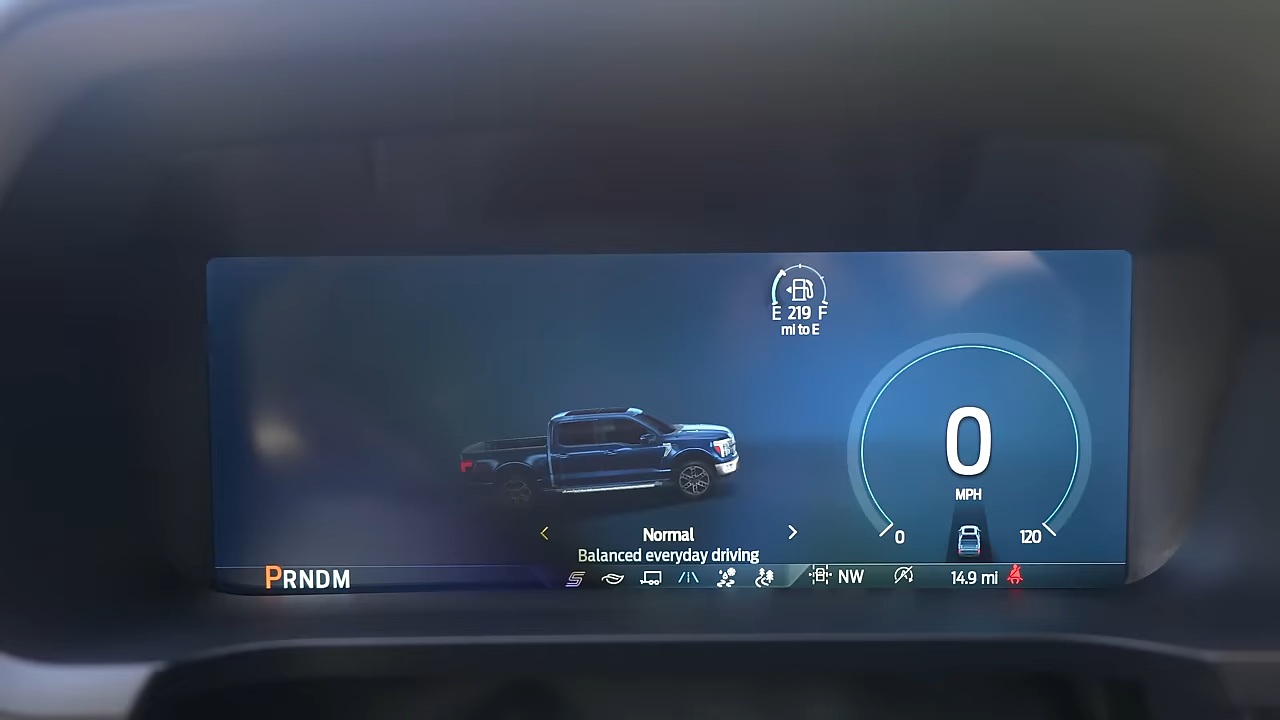 E 219 F
mi to E
0
MPH
0 120
Normal
Balanced everyday driving
PRNDM
NW
14.9 mi